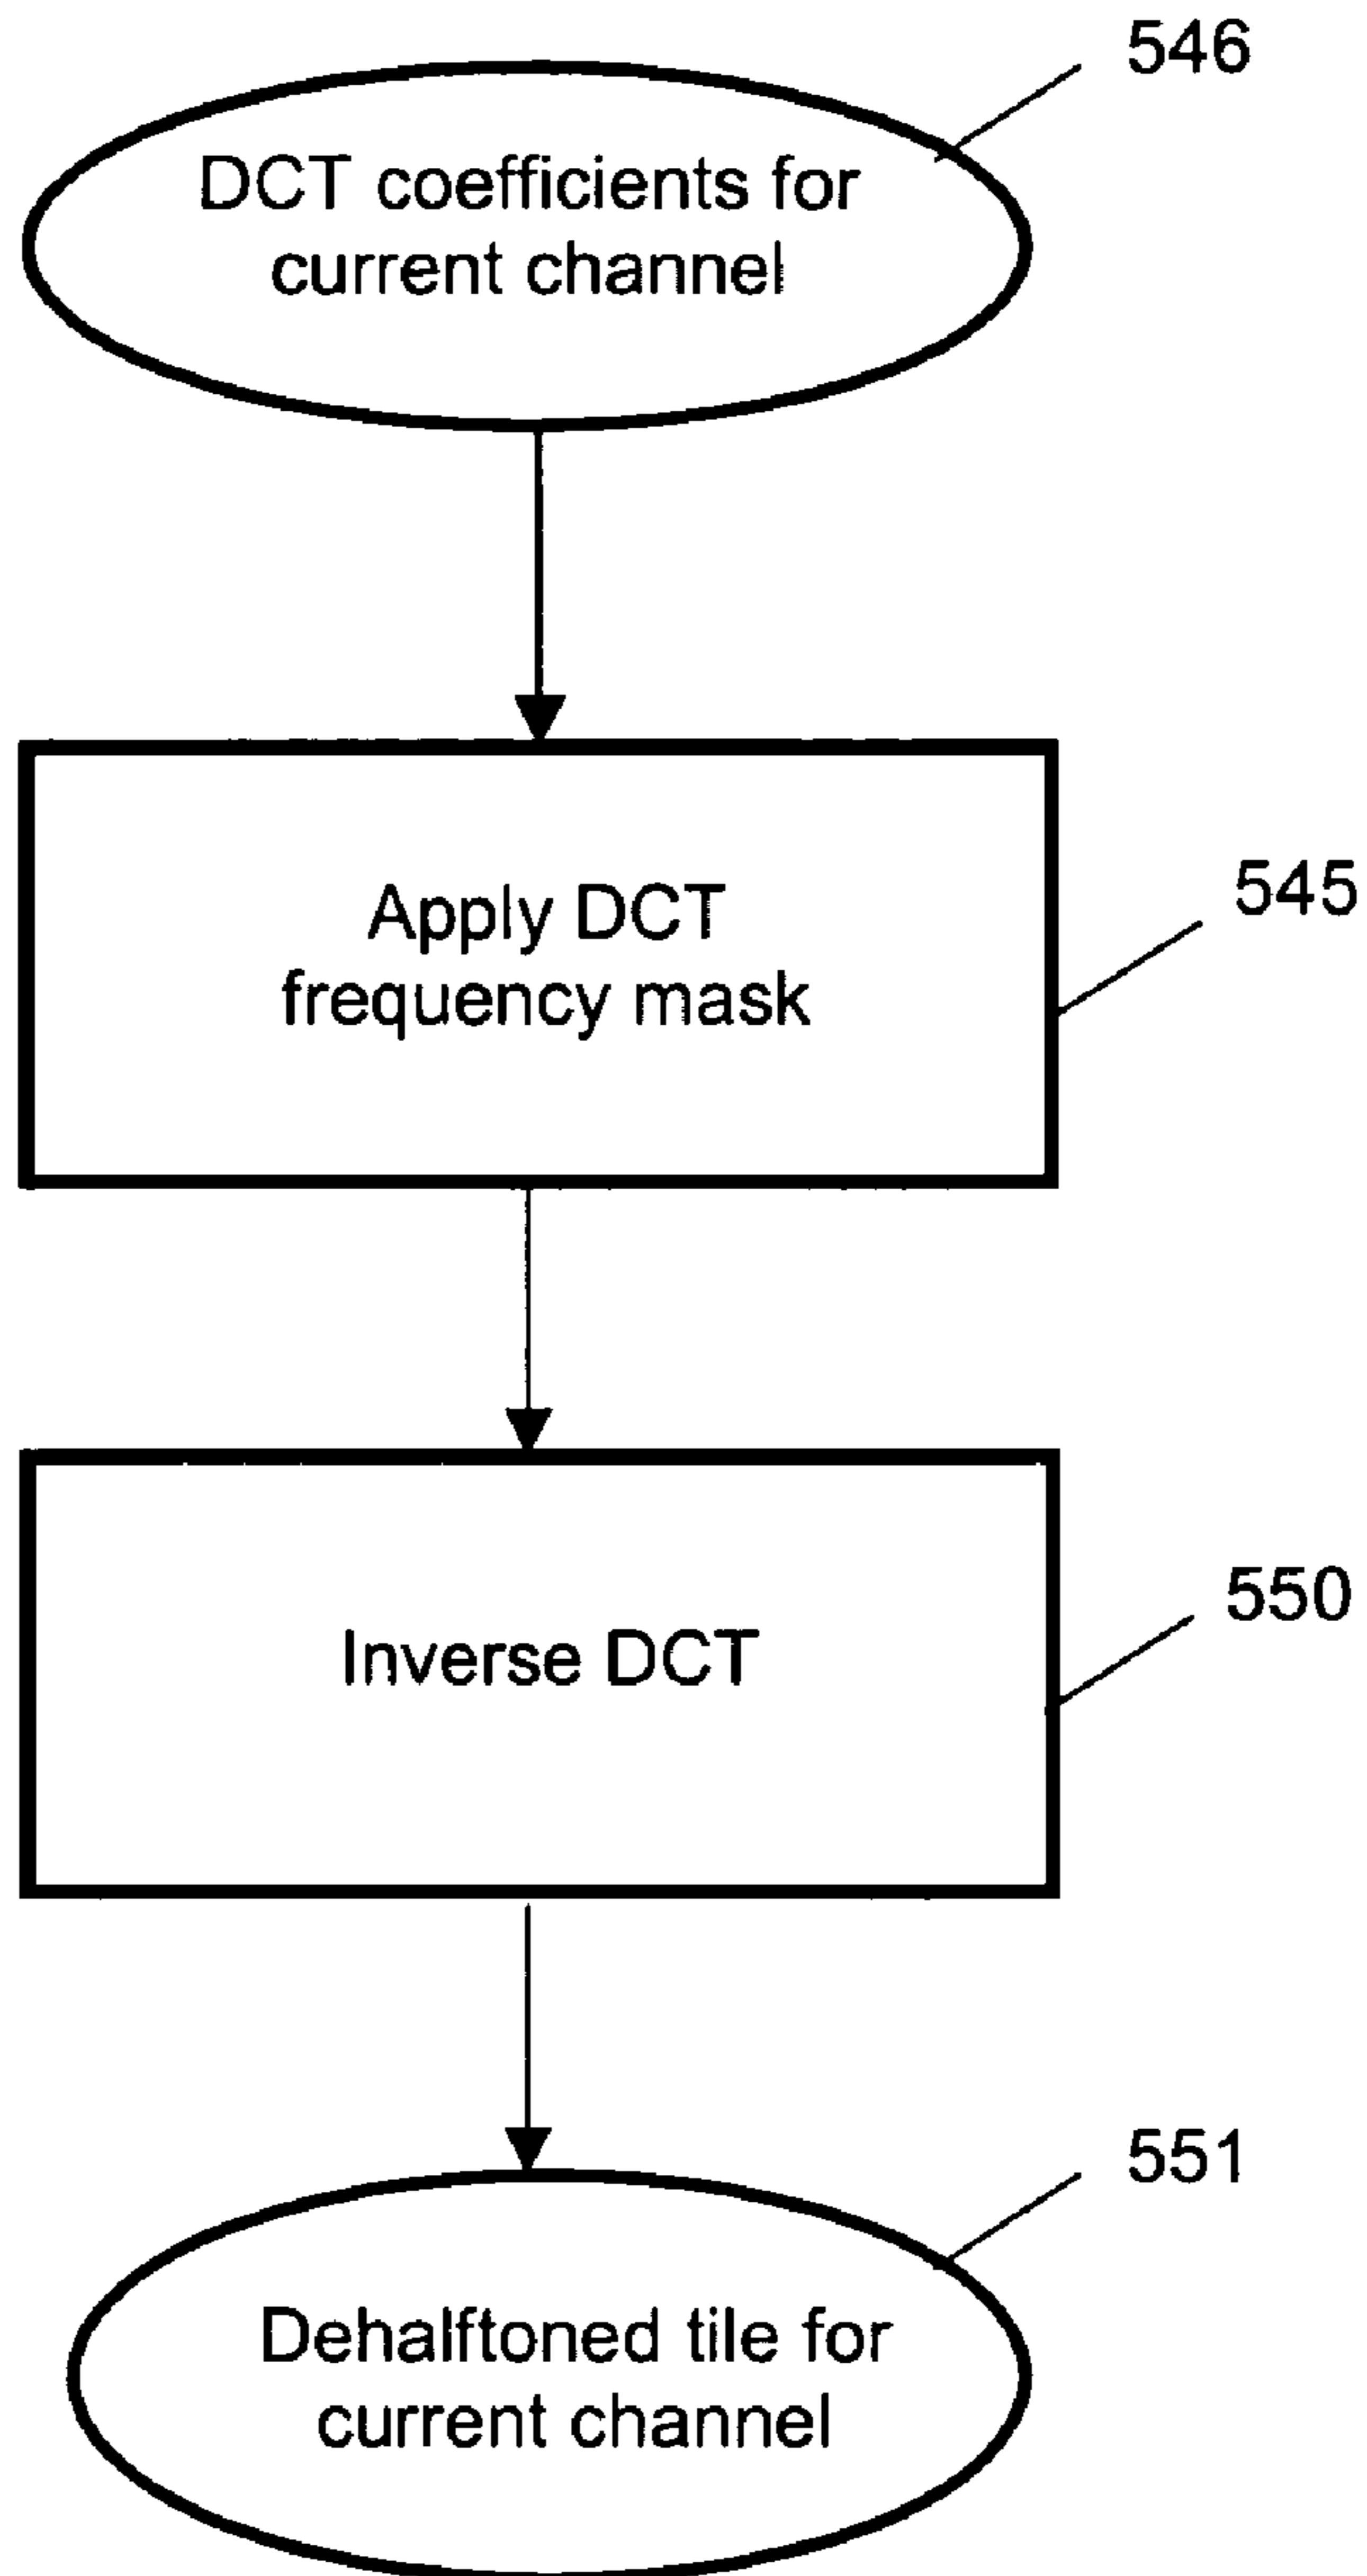 546
DCT coefficients for
current channel
Apply DCT
frequency mask
545
Inverse DCT
550
551
Dehalftoned tile for
current channel